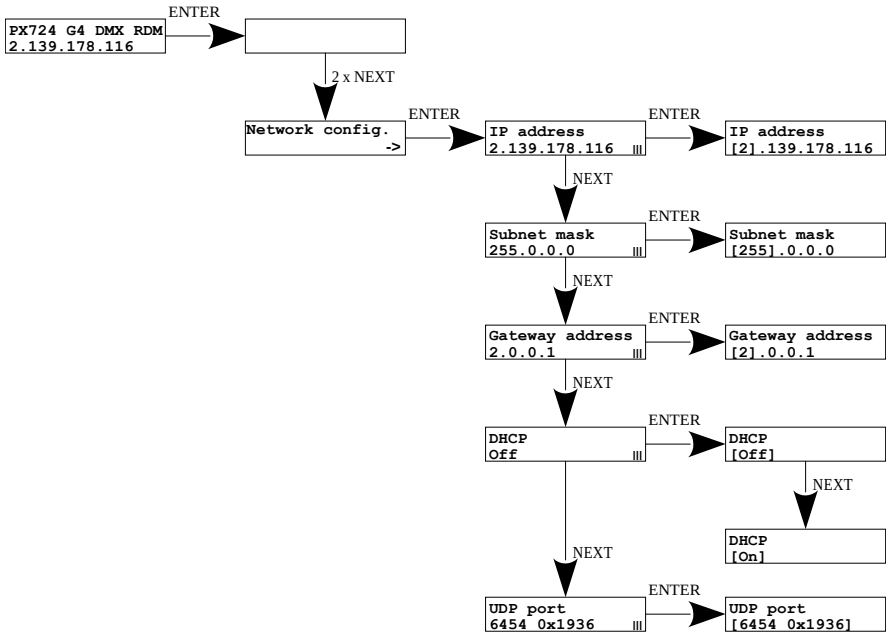 ENTER
PX724 G4 DMX RDM
2.139.178.116
2 x NEXT
Network config.
->
ENTER
IP address
2.139.178.116
ENTER
IP address
[2].139.178.116
NEXT
Subnet mask
255.0.0.0
ENTER
Subnet mask
[255].0.0.0
NEXT
Gateway address
2.0.0.1
ENTER
Gateway address
[2].0.0.1
NEXT
DHCP
Off
ENTER
DHCP
[Off]
NEXT
DHCP
[On]
NEXT
UDP port
6454 0x1936
ENTER
UDP port
[6454 0x1936]